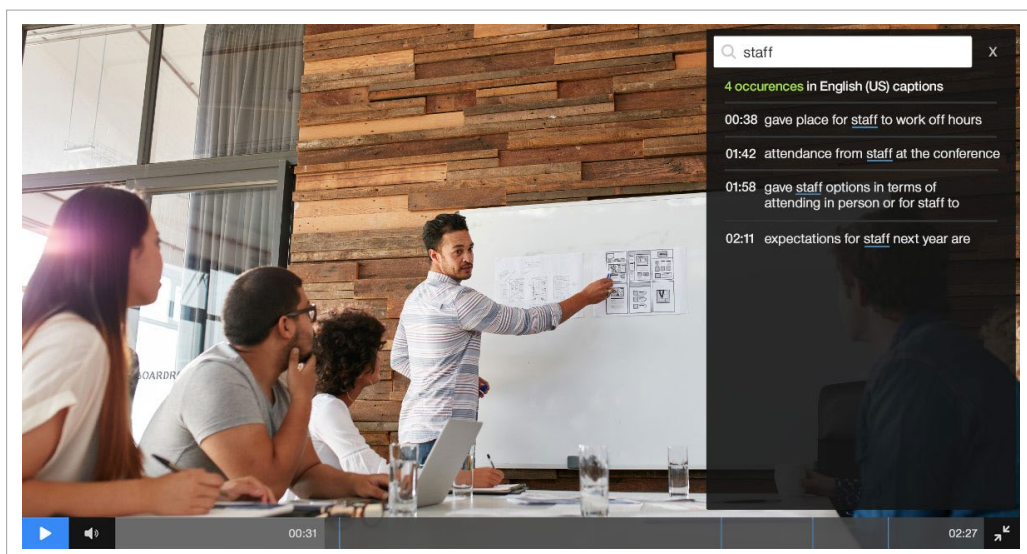 staff
X
4 occurences in English (US) captions
00:38 gave place for staff to work off hours
01:42 attendance from staff at the conference
01:58 gave staff options in terms of
attending in person or for staff to
02:11 expectations for staff next year are
OARDR
00:31
02:27